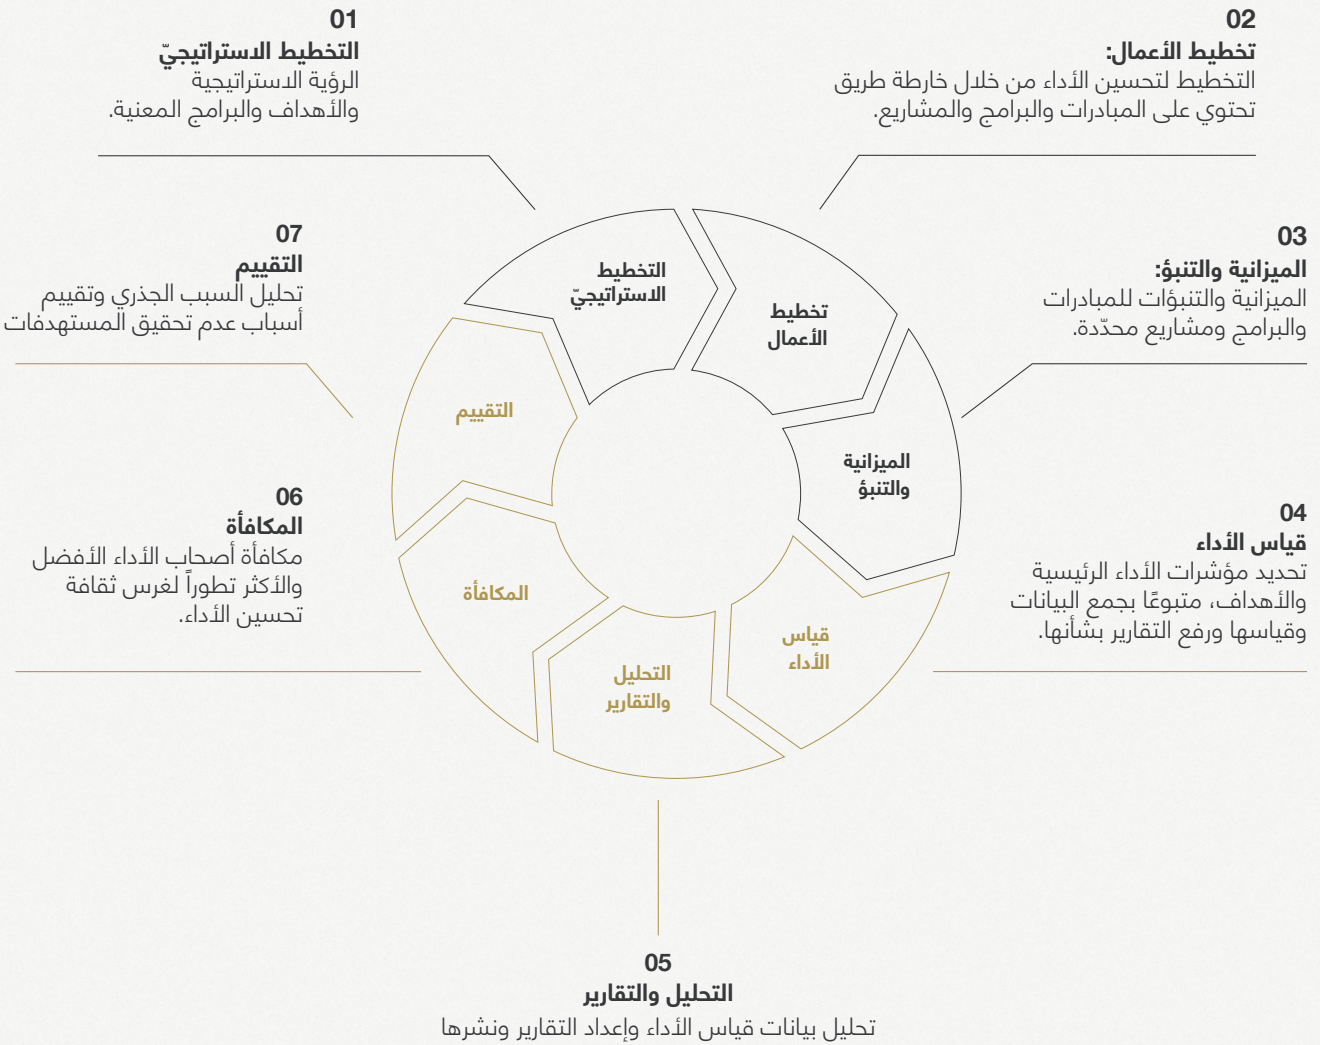 01
التخطيط الاستراتيجيّ
الرؤية الاستراتيجية
والأهداف والبرامج المعنية.
02
تخطيط الأعمال:
التخطيط لتحسين الأداء من خلال خارطة طريق
تحتوي على المبادرات والبرامج والمشاريع.
03
الميزانية والتنبؤ:
الميزانية والتنبؤات للمبادرات
والبرامج ومشاريع محدّدة.
04
قياس الأداء
تحديد مؤشرات الأداء الرئيسية
والأهداف، متبوعًا بجمع البيانات
وقياسها ورفع التقارير بشأنها.
05
التحليل والتقارير
تحليل بيانات قياس الأداء وإعداد التقارير ونشرها
06
المكافأة
مكافأة أصحاب الأداء الأفضل
والأكثر تطوراً لغرس ثقافة
تحسين الأداء.
07
التقييم
تحليل السبب الجذري وتقييم
أسباب عدم تحقيق المستهدفات
التخطيط
الاستراتيجيّ
تخطيط
الأعمال
الميزانية
والتنبؤ
قياس
الأداء
التحليل
والتقارير
المكافأة
التقييم